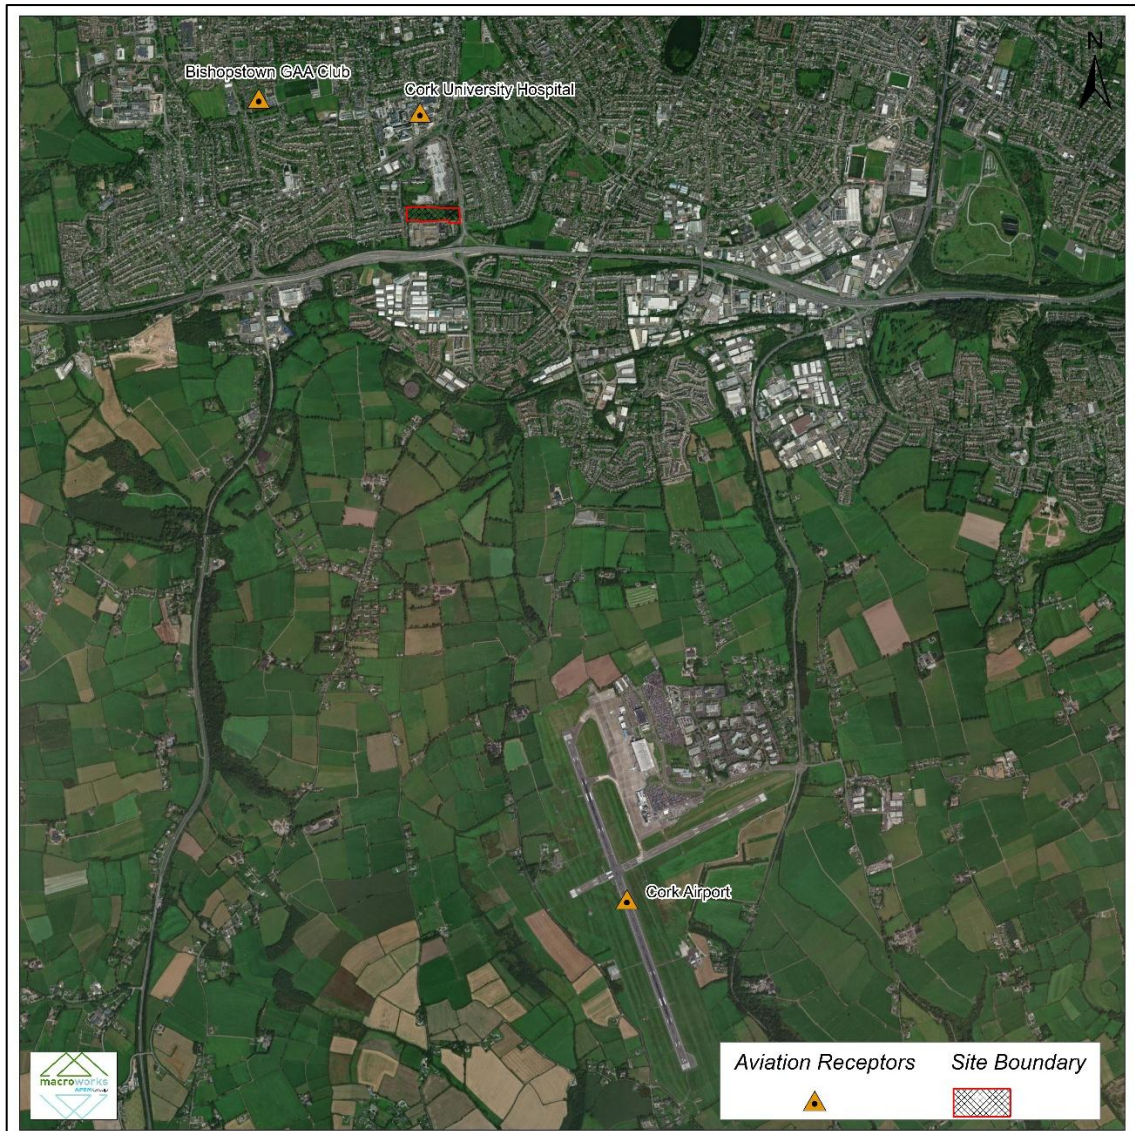 N
Bishopstown GAA Club
Cork University Hospital
Cork Airport
Aviation Receptors
Site Boundary
macroworks